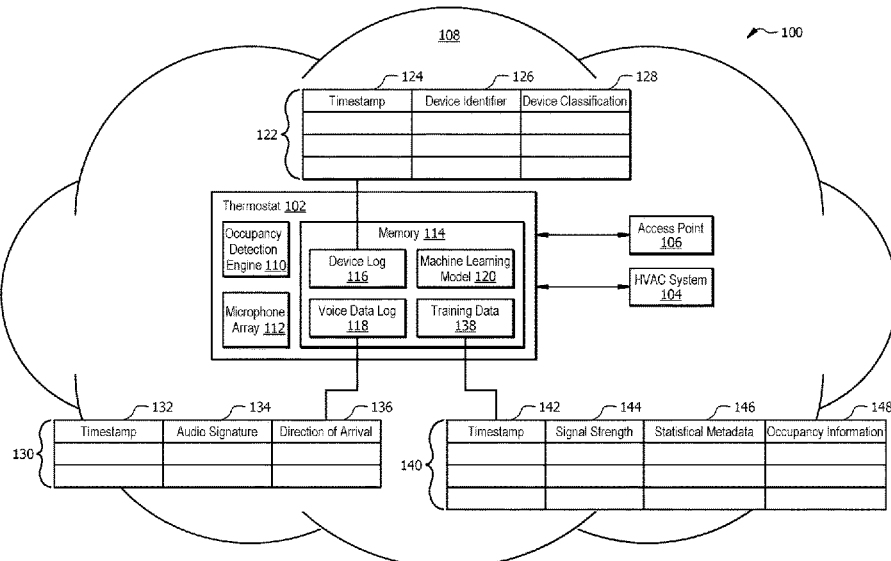 108
100
124
126
128
Timestamp
Device Identifier
Device Classification
122
Thermostat 102
Occupancy
Detection
Engine 110
Microphone
Array 112
Memory 114
Device Log
116
Machine Learning
Model 120
Voice Data Log
118
Training Data
138
Access Point
106
HVAC System
104
132
134
136
Timestamp
Audio Signature
Direction of Arrival
130
142
144
146
148
Timestamp
Signal Strength
Statistical Metadata
Occupancy Information
140